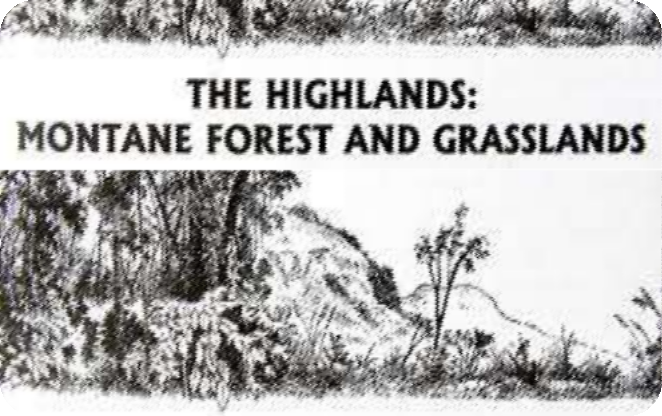 THE HIGHLANDS:
MONTANE FOREST AND GRASSLANDS